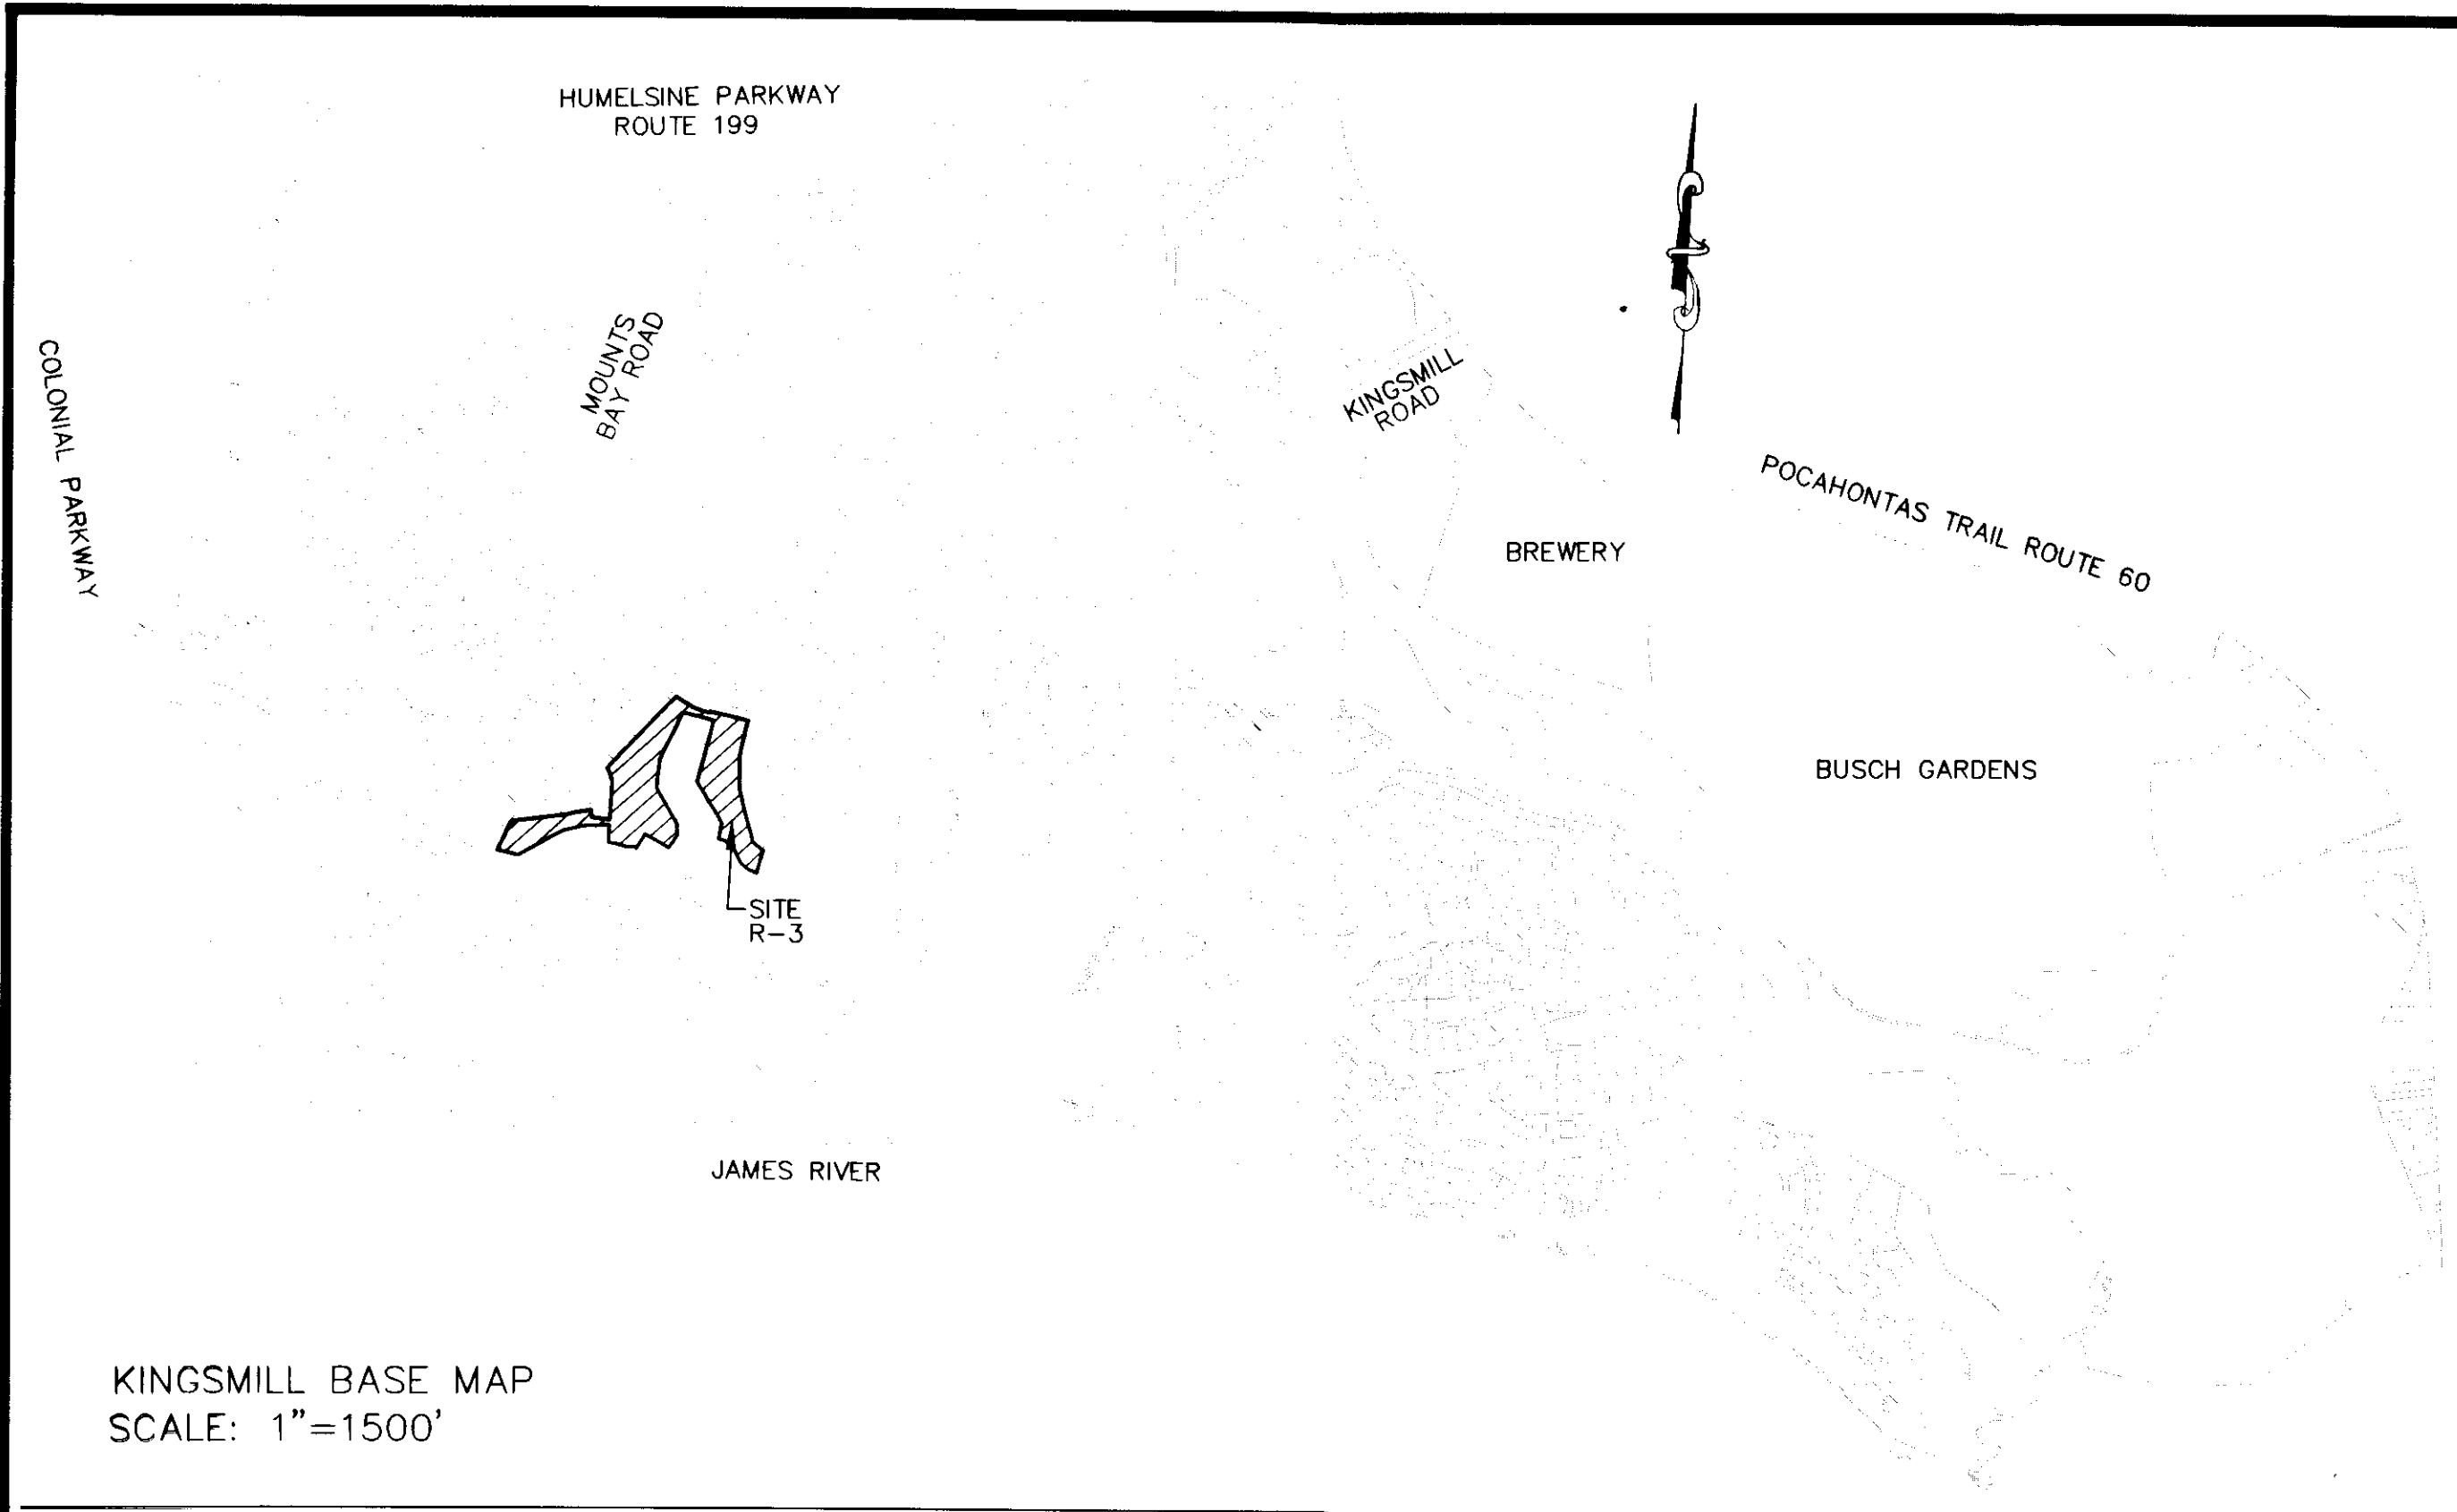 HUMELSINE PARKWAY
ROUTE 199
MOUNTS
BAY ROAD
COLONIAL PARKWAY
KINGSMILL
ROAD
POCAHONTAS TRAIL ROUTE 60
BREWERY
BUSCH GARDENS
SITE
R-3
JAMES RIVER
KINGSMILL BASE MAP
SCALE: 1"=1500'